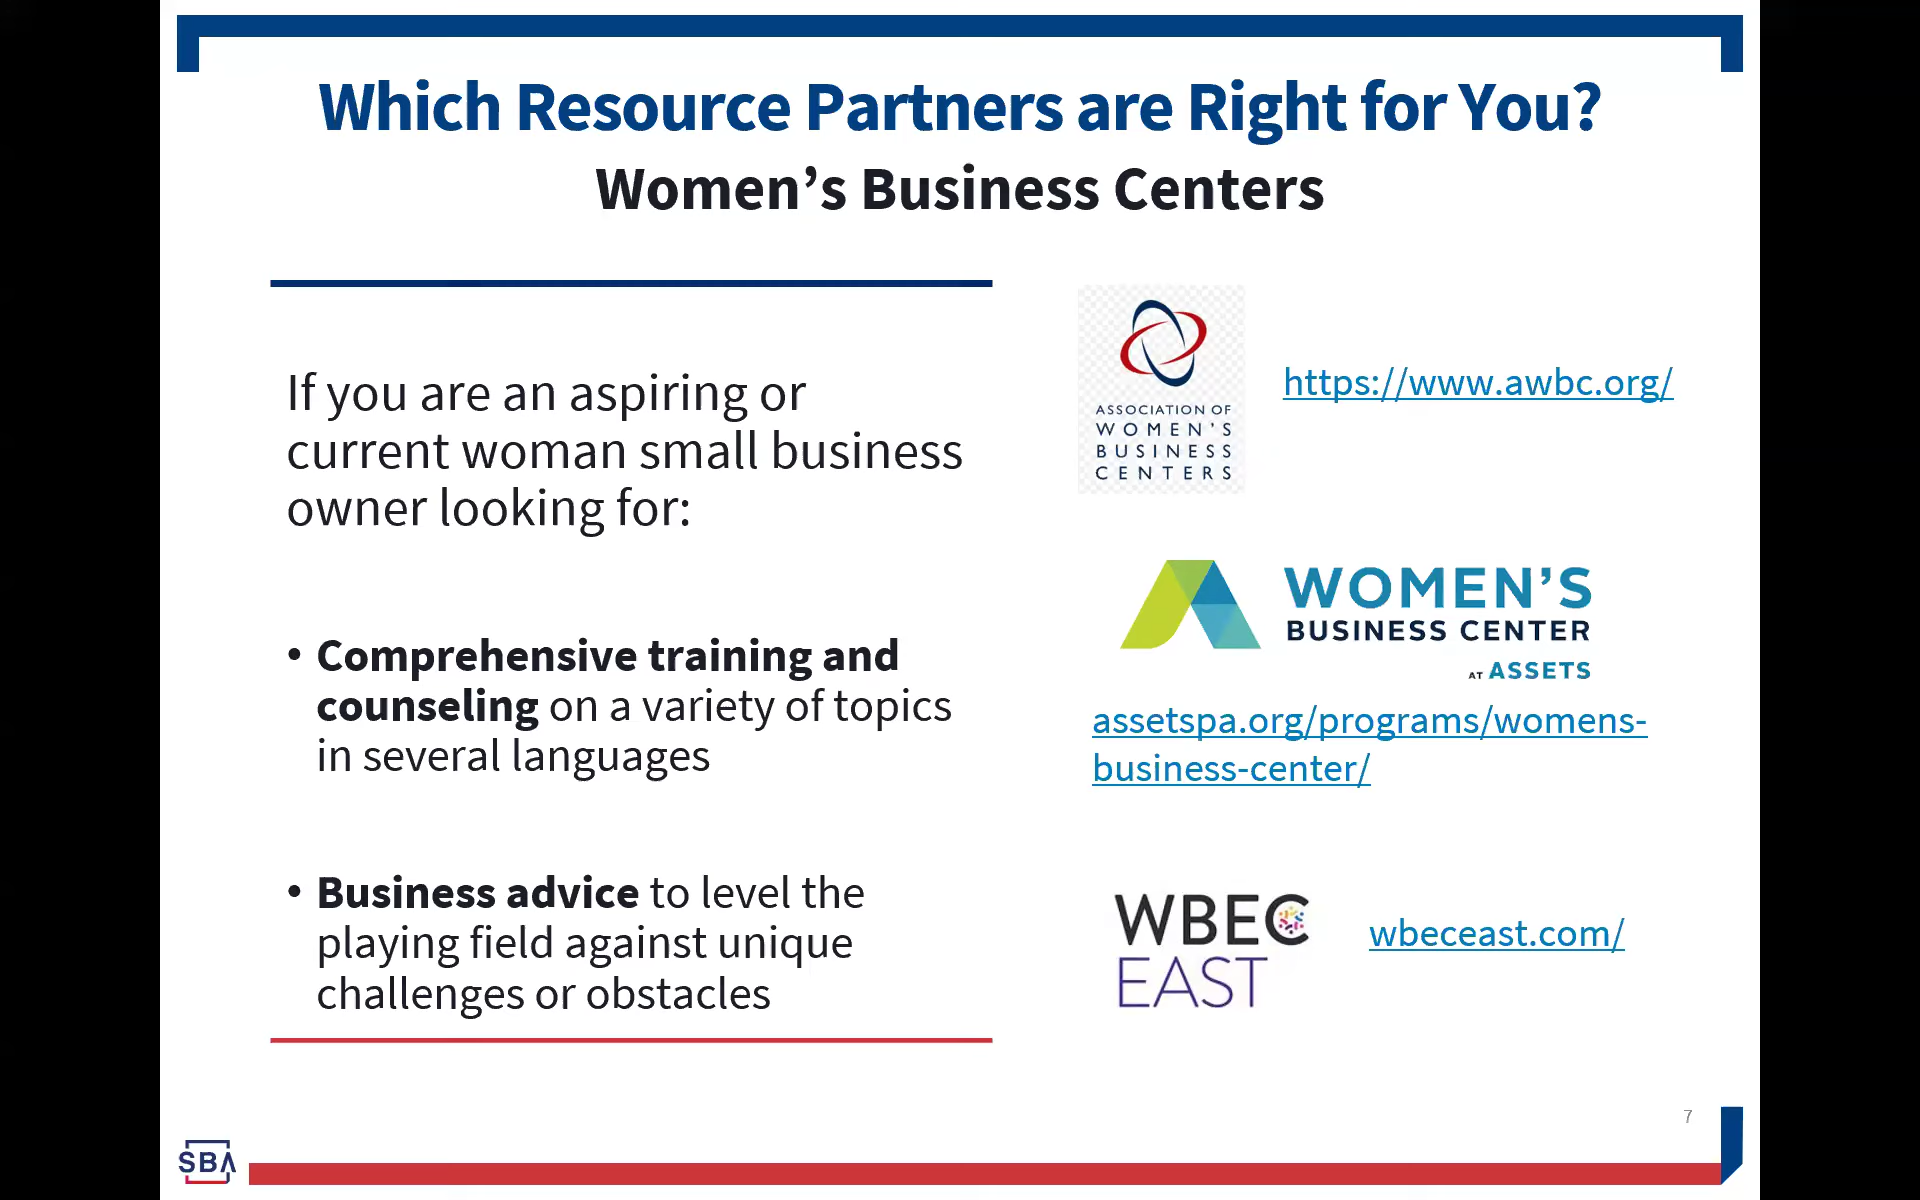 Which Resource Partners are Right for You?
Women’s Business Centers
If you are an aspiring or
current woman small business
owner looking for:
• Comprehensive training and
counseling on a variety of topics
in several languages
• Business advice to level the
playing field against unique
challenges or obstacles
ASSOCIATION OF
WOMEN'S
BUSINESS
CENTERS
https://www.awbc.org/
WOMEN'S
BUSINESS CENTER
AT ASSETS
assetspa.org/programs/womens-
business-center/
WBEC
EAST
wbeceast.com/
7
SBA